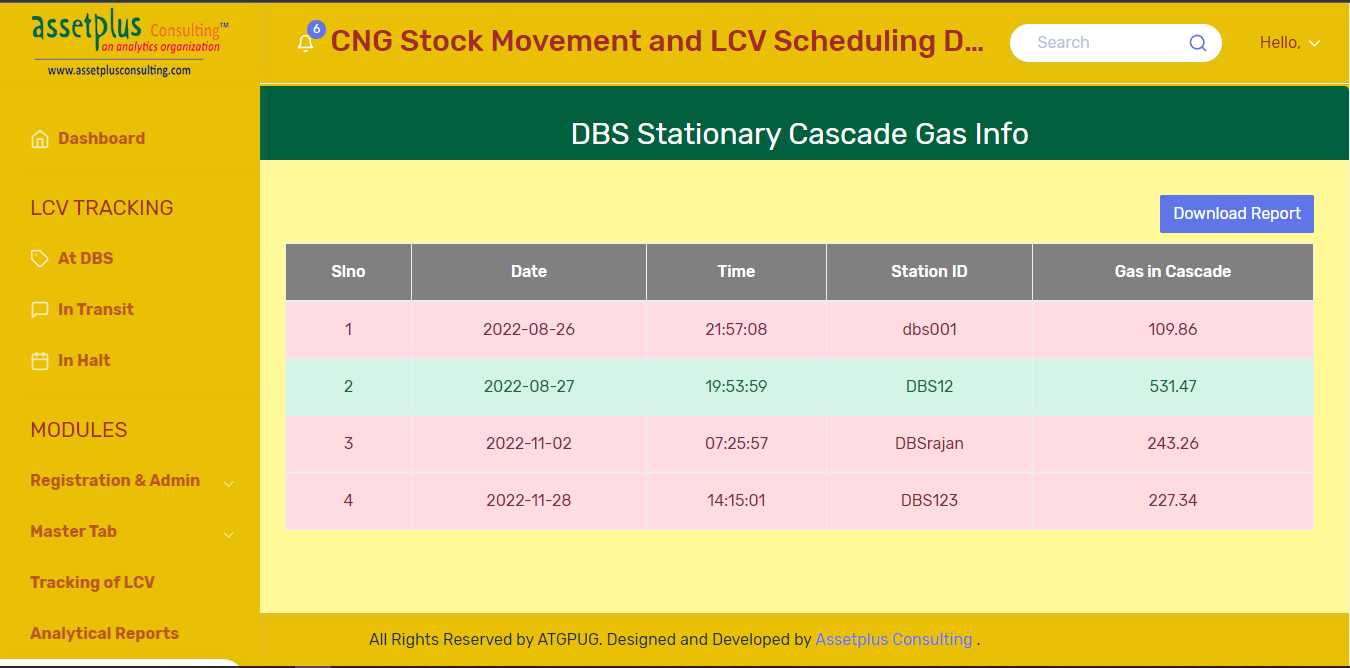 assetplus Consulting™
an analytics organization
www.assetplusconsulting.com
6
CNG Stock Movement and LCV Scheduling D...
Search
Hello,
Dashboard
LCV TRACKING
At DBS
In Transit
In Halt
MODULES
Registration & Admin
Master Tab
Tracking of LCV
Analytical Reports
DBS Stationary Cascade Gas Info
Download Report
Slno Date Time Station ID Gas in Cascade
1 2022-08-26 21:57:08 dbs001 109.86
2 2022-08-27 19:53:59 DBS12 531.47
3 2022-11-02 07:25:57 DBSrajan 243.26
4 2022-11-28 14:15:01 DBS123 227.34
All Rights Reserved by ATGPUG. Designed and Developed by Assetplus Consulting .